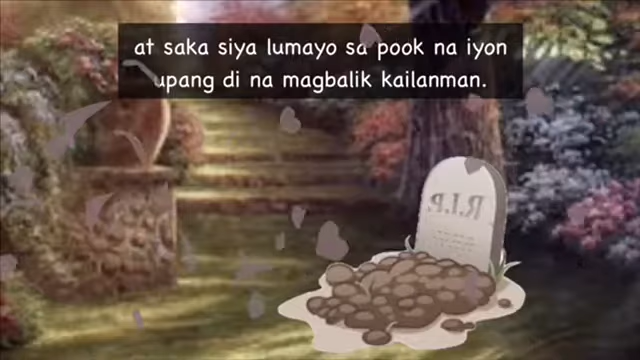 at saka siya lumayo sa pook na iyon
upang di na magbalik kailanman.
R.I.P.